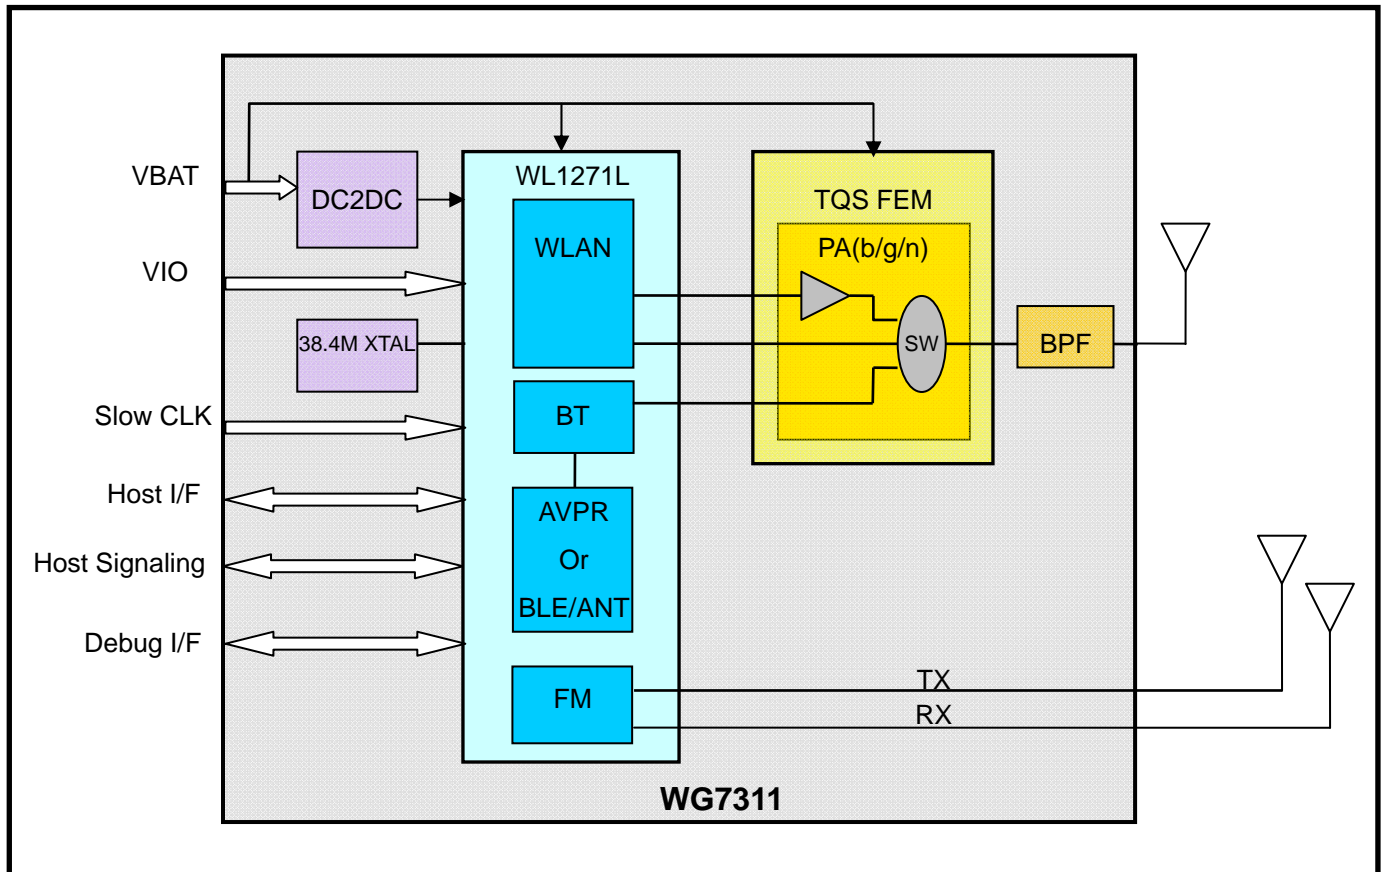 VBAT
VIO
Slow CLK
Host I/F
Host Signaling
Debug I/F
DC2DC
38.4M XTAL
WL1271L
WLAN
BT
AVPR
Or
BLE/ANT
FM
TQS FEM
PA(b/g/n)
SW
BPF
TX
RX
WG7311